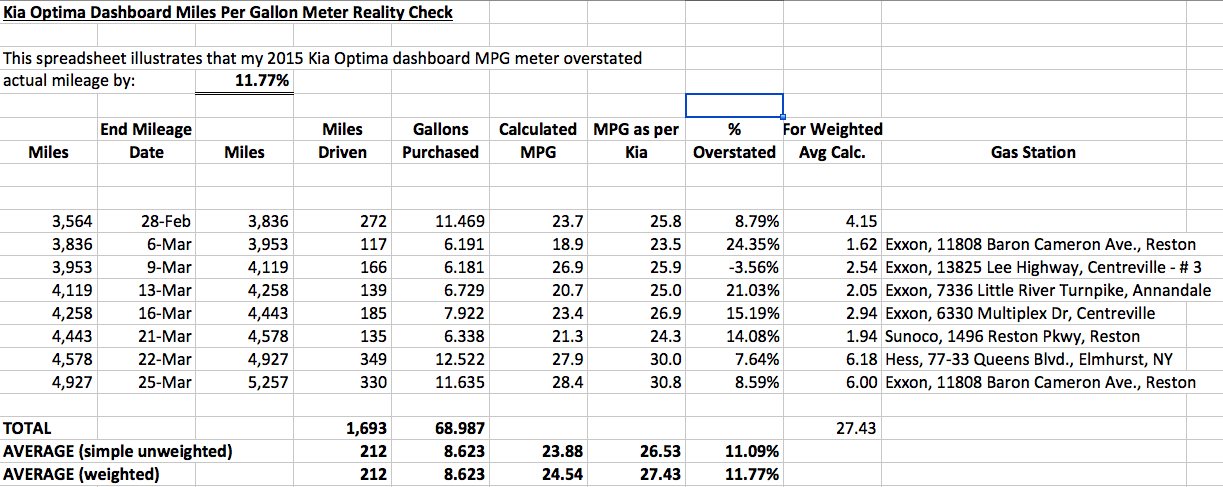 Kia Optima Dashboard Miles Per Gallon Meter Reality Check
This spreadsheet illustrates that my 2015 Kia Optima dashboard MPG meter overstated
actual mileage by: 11.77%
End Mileage Miles Gallons Calculated MPG as per % For Weighted
Miles Date Miles Driven Purchased MPG Kia Overstated Avg Calc. Gas Station
3,564 28-Feb 3,836 272 11.469 23.7 25.8 8.79% 4.15
3,836 6-Mar 3,953 117 6.191 18.9 23.5 24.35% 1.62 Exxon, 11808 Baron Cameron Ave., Reston
3,953 9-Mar 4,119 166 6.181 26.9 25.9 -3.56% 2.54 Exxon, 13825 Lee Highway, Centreville - # 3
4,119 13-Mar 4,258 139 6.729 20.7 25.0 21.03% 2.05 Exxon, 7336 Little River Turnpike, Annandale
4,258 16-Mar 4,443 185 7.922 23.4 26.9 15.19% 2.94 Exxon, 6330 Multiplex Dr, Centreville
4,443 21-Mar 4,578 135 6.338 21.3 24.3 14.08% 1.94 Sunoco, 1496 Reston Pkwy, Reston
4,578 22-Mar 4,927 349 12.522 27.9 30.0 7.64% 6.18 Hess, 77-33 Queens Blvd., Elmhurst, NY
4,927 25-Mar 5,257 330 11.635 28.4 30.8 8.59% 6.00 Exxon, 11808 Baron Cameron Ave., Reston
TOTAL 1,693 68.987 27.43
AVERAGE (simple unweighted) 212 8.623 23.88 26.53 11.09%
AVERAGE (weighted) 212 8.623 24.54 27.43 11.77%